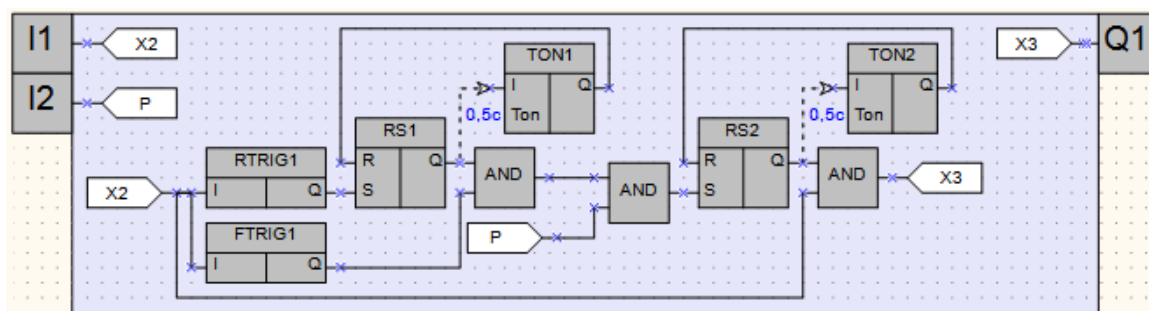 I1
X2
X3
Q1
I2
P
TON1
I Q
0,5c Ton
TON2
I Q
0,5c Ton
RS1
R Q
S
RS2
R Q
S
RTRIG1
I Q
AND
AND
AND
X2
X3
FTRIG1
I Q
P